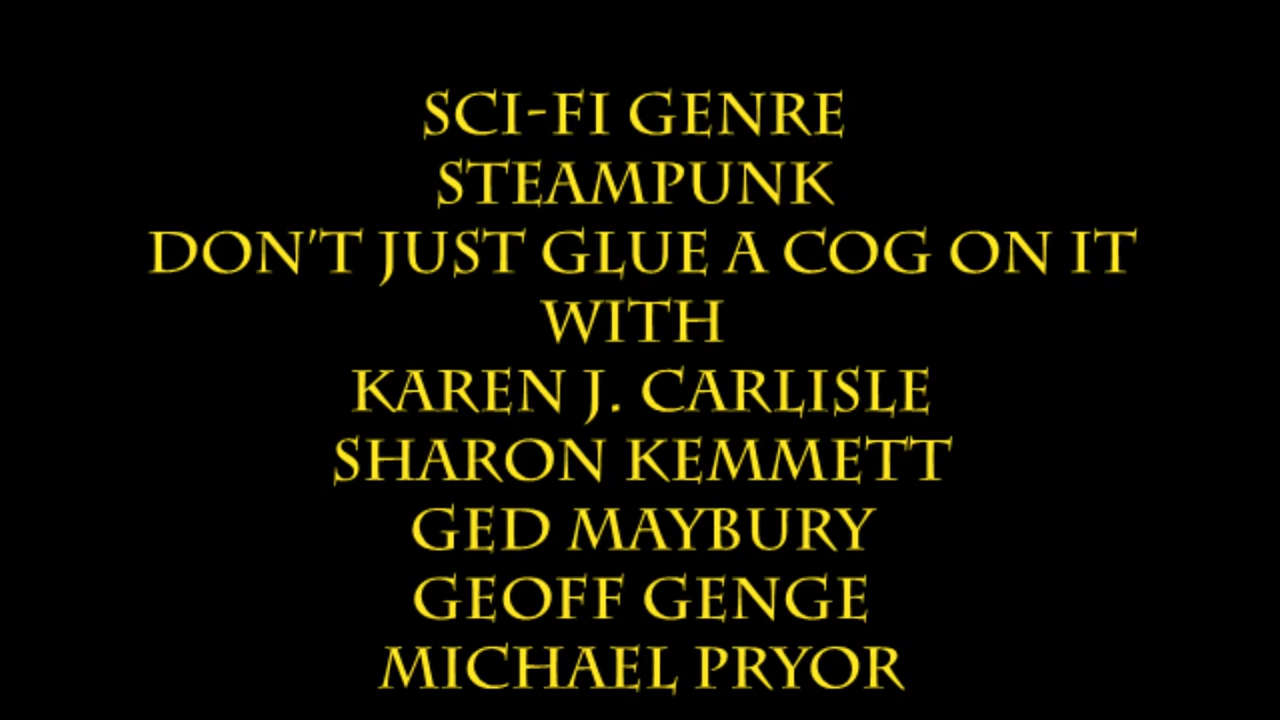 SCI-FI GENRE
STEAMPUNK
DON'T JUST GLUE A COG ON IT
WITH
KAREN J. CARLISLE
SHARON KEMMETT
GED MAYBURY
GEOFF GENGE
MICHAEL PRYOR